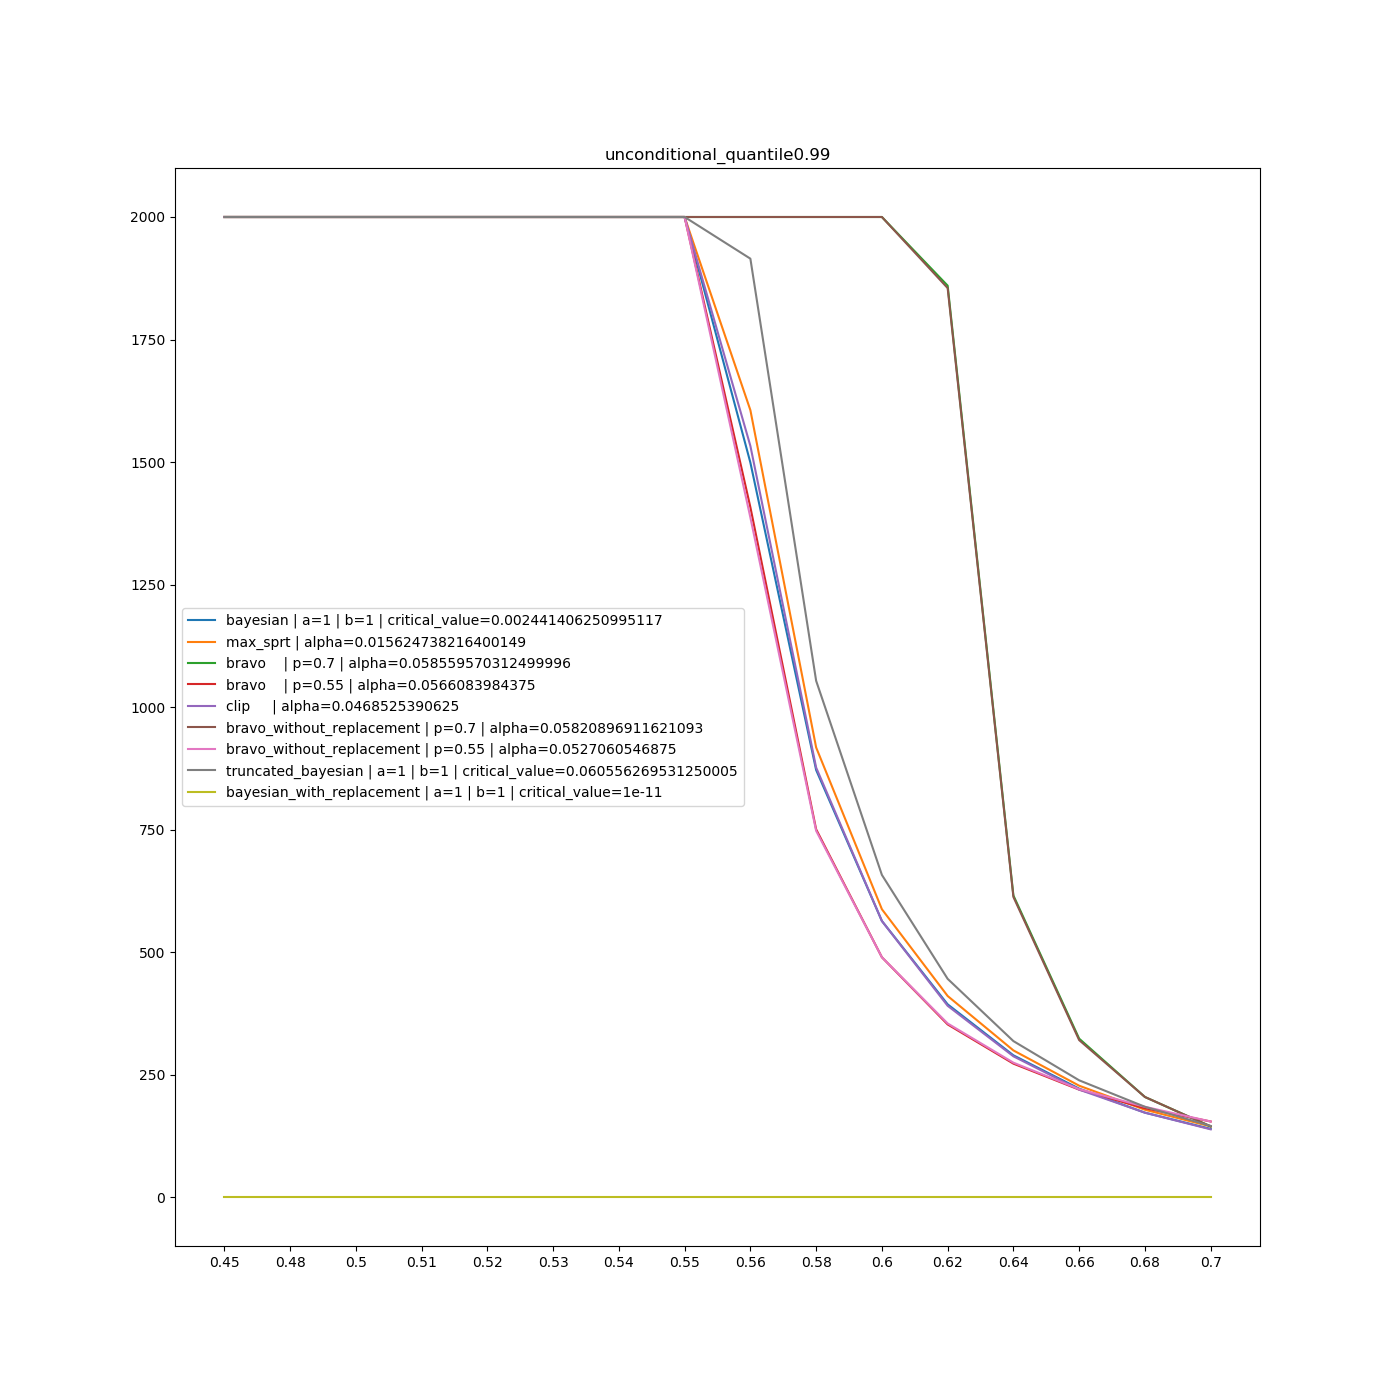 unconditional_quantile0.99
2000
1750
1500
1250
1000
750
500
250
0
bayesian | a=1 | b=1 | critical_value=0.002441406250995117
max_sprt | alpha=0.015624738216400149
bravo    | p=0.7 | alpha=0.058559570312499996
bravo    | p=0.55 | alpha=0.0566083984375
clip     | alpha=0.0468525390625
bravo_without_replacement | p=0.7 | alpha=0.05820896911621093
bravo_without_replacement | p=0.55 | alpha=0.0527060546875
truncated_bayesian | a=1 | b=1 | critical_value=0.060556269531250005
bayesian_with_replacement | a=1 | b=1 | critical_value=1e-11
0.45 0.48 0.5 0.51 0.52 0.53 0.54 0.55 0.56 0.58 0.6 0.62 0.64 0.66 0.68 0.7